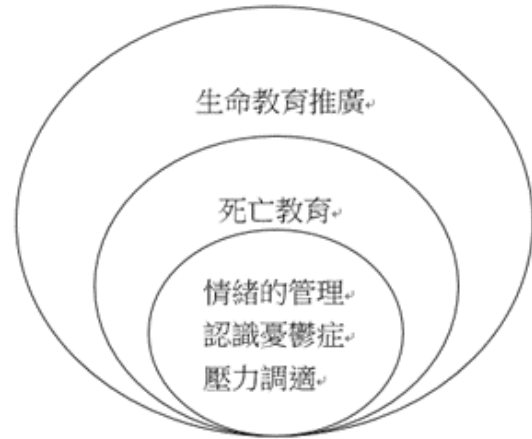 生命教育推廣
死亡教育
情緒的管理
認識憂鬱症
壓力調適